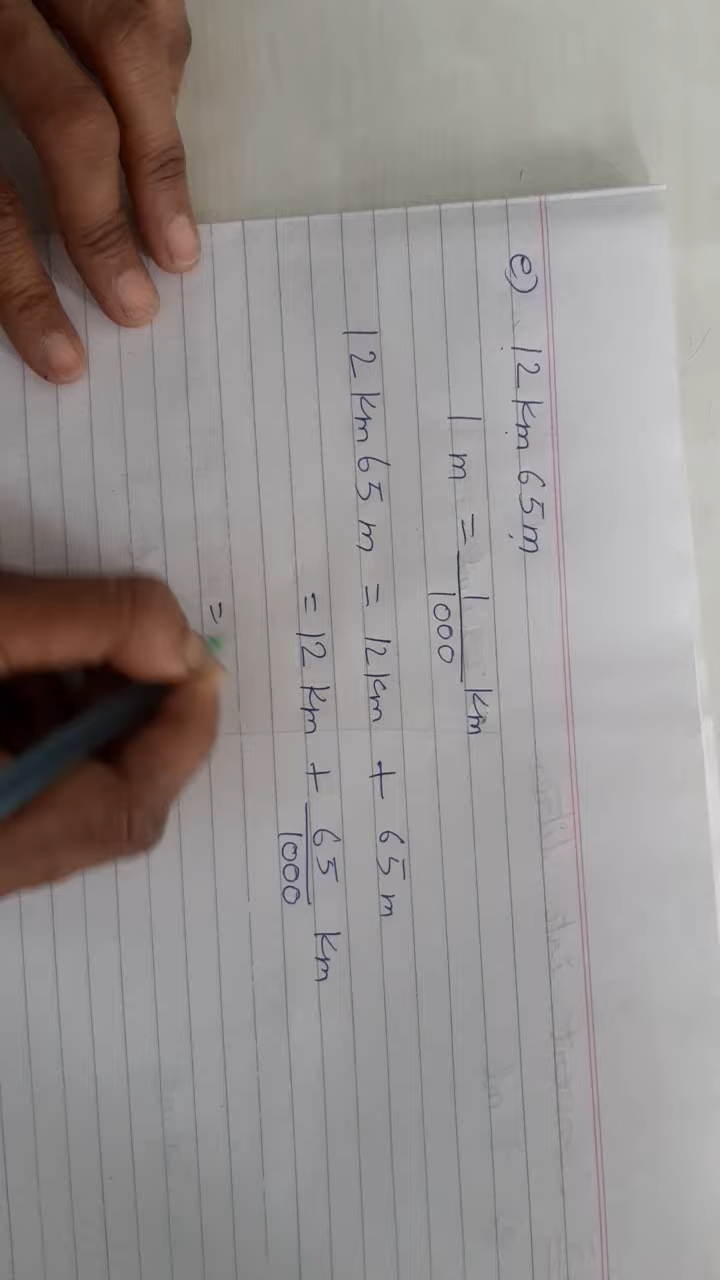 e) 12 km 65 m
1 m = 1/1000 km
12 km 65 m = 12 km + 65 m
= 12 km + 65/1000 km
=